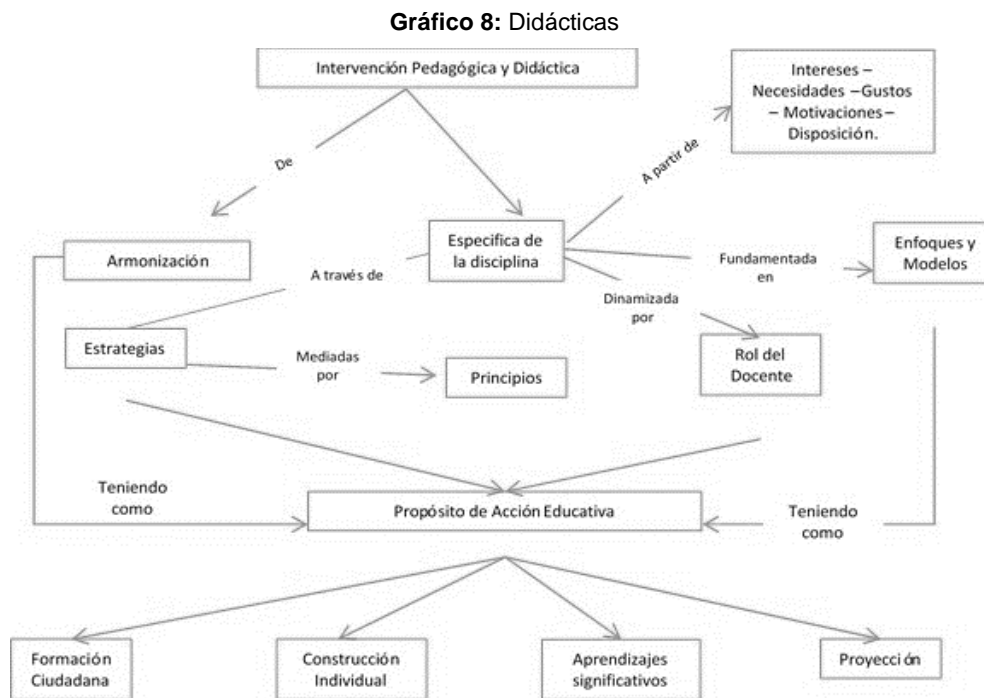 Gráfico 8: Didácticas
Intervención Pedagógica y Didáctica
Intereses –
Necesidades –Gustos
– Motivaciones–
Disposición.
De
A partir de
Armonización
Especifica de
la disciplina
Enfoques y
Modelos
A través de
Fundamentada
en
Dinamizada
por
Estrategias
Mediadas
por
Principios
Rol del
Docente
Teniendo
como
Propósito de Acción Educativa
Teniendo
como
Formación
Ciudadana
Construcción
Individual
Aprendizajes
significativos
Proyección